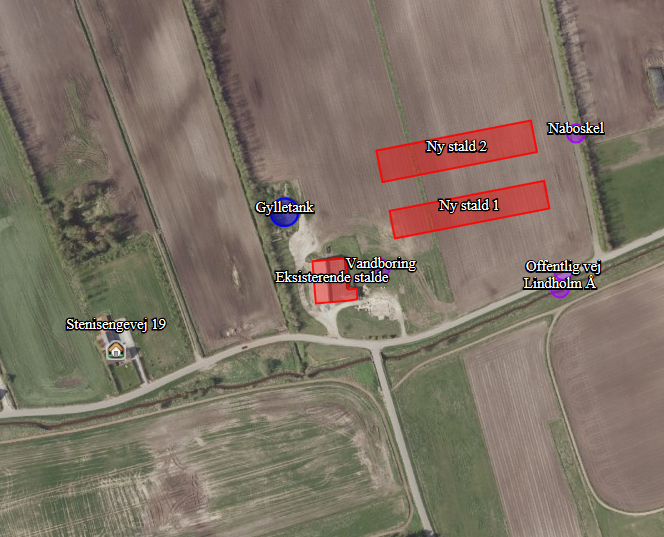 Naboskel
Ny stald 2
Ny stald 1
Gylletank
Vandboring
Offentlig vej
Eksisterende stalde
Lindholm Å
Stenisengevej 19